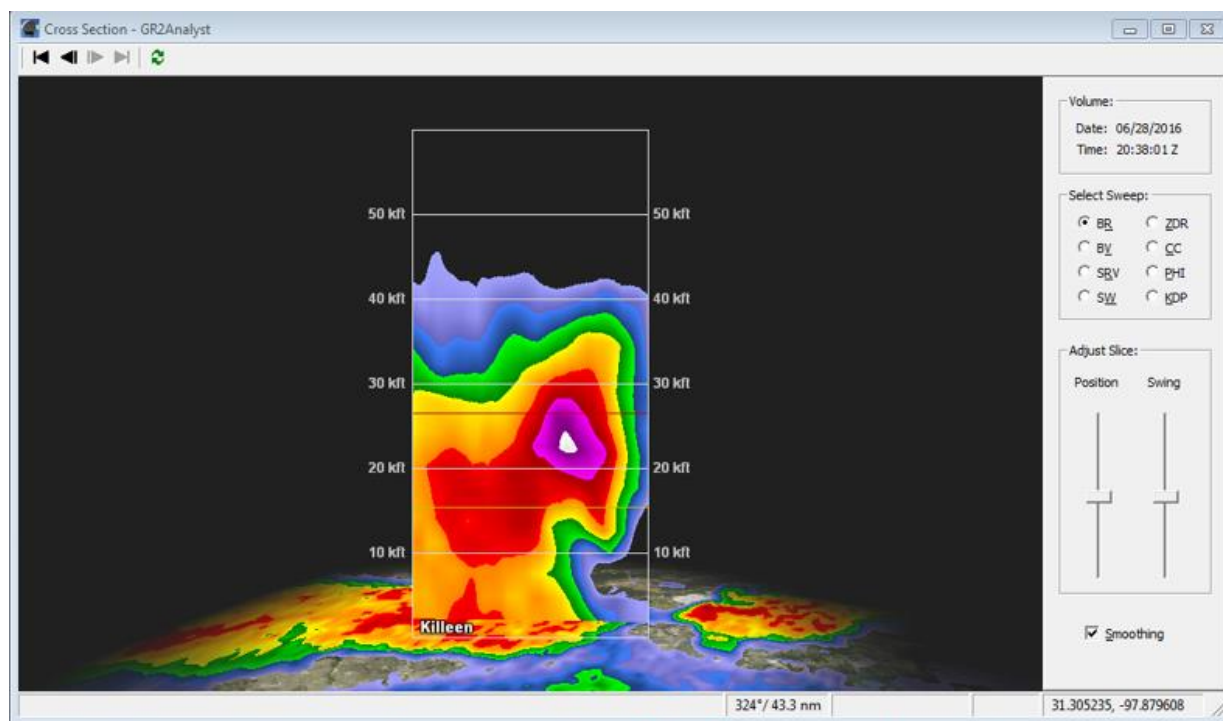 Cross Section - GR2Analyst
Volume:
Date: 06/28/2016
Time: 20:38:01 Z
Select Sweep:
BR ZDR
BV CC
SRV PHI
SW KDP
Adjust Slice:
Position Swing
Smoothing
50 kft 50 kft
40 kft 40 kft
30 kft 30 kft
20 kft 20 kft
10 kft 10 kft
Killeen
324°/ 43.3 nm 31.305235, -97.879608